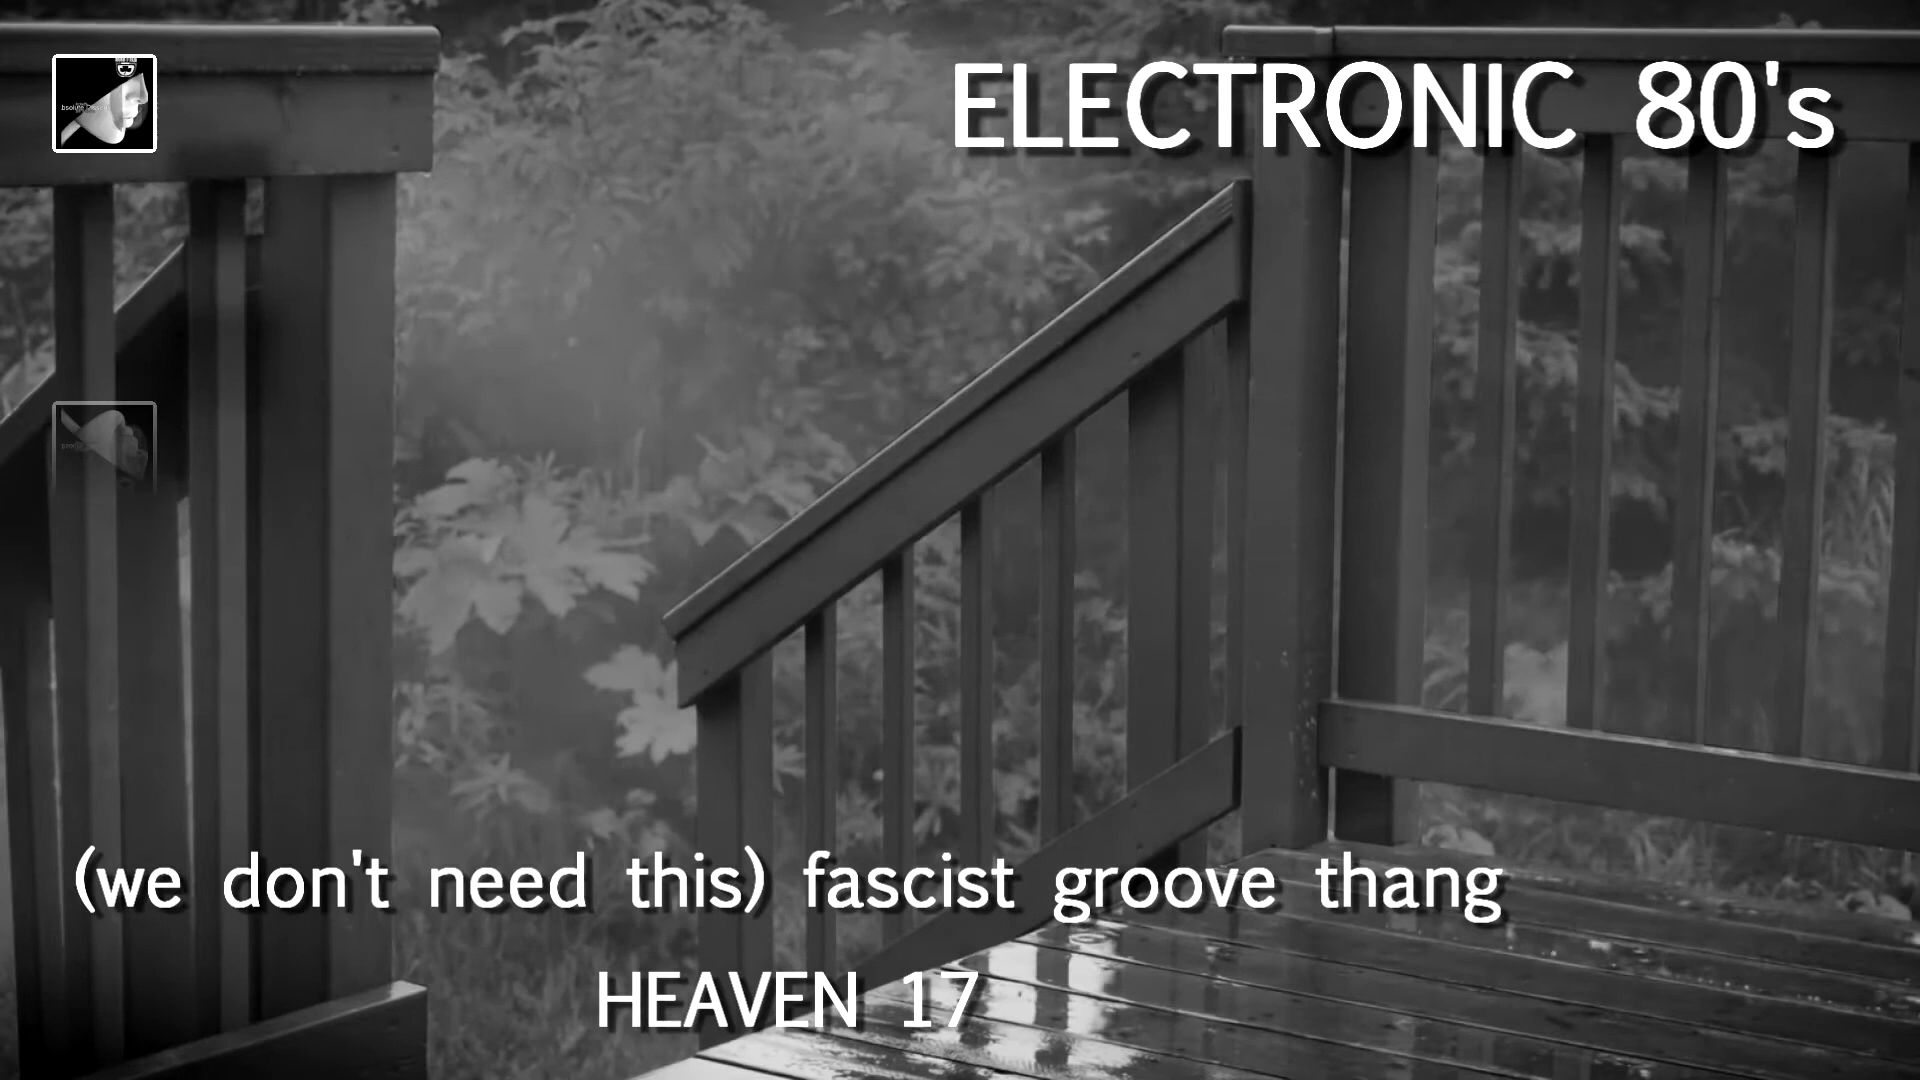 ELECTRONIC 80's
(we don't need this) fascist groove thang
HEAVEN 17